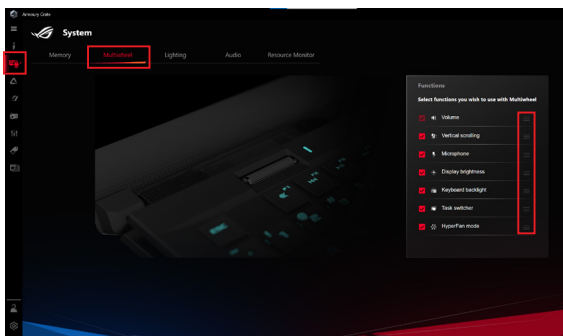 Armoury Crate
System
Memory
Multiwheel
Lighting
Audio
Resource Monitor
Functions
Select functions you wish to use with Multiwheel
Volume
Vertical scrolling
Microphone
Display brightness
Keyboard backlight
Task switcher
HyperFan mode